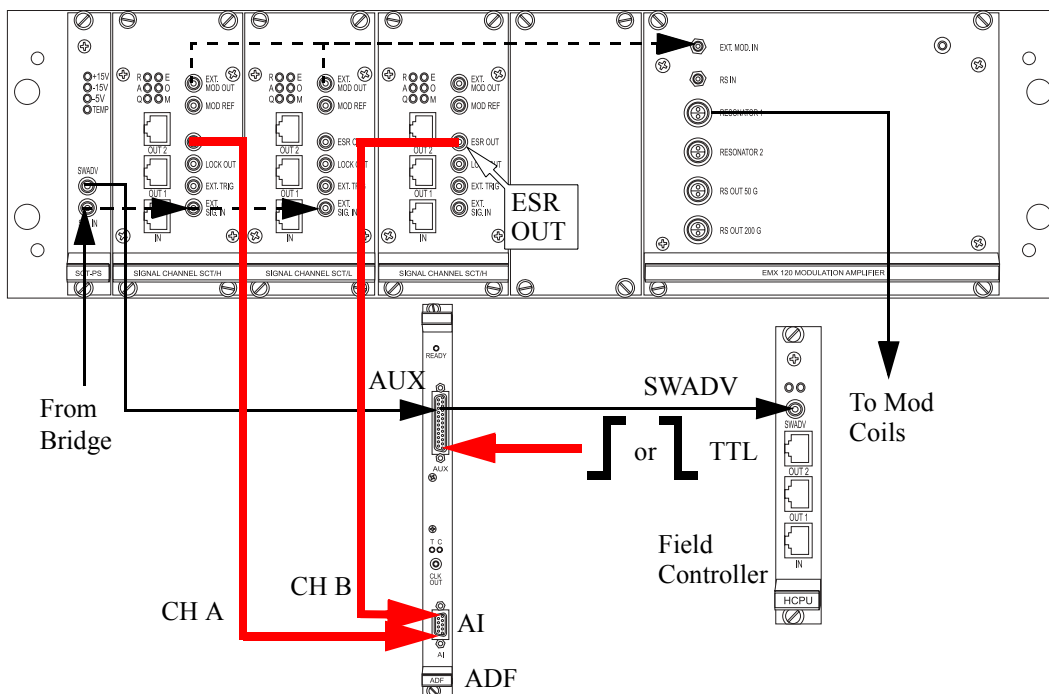 +15V
-15V
-5V
TEMP
SWADV
SCT-PS
R E
A O
Q M
EXT.
MOD OUT
MOD REF
OUT 2
LOCK OUT
EXT. TRIG
OUT 1
EXT.
SIG. IN
IN
SIGNAL CHANNEL SCT/H
R E
A O
Q M
EXT.
MOD OUT
MOD REF
ESR OUT
OUT 2
LOCK OUT
EXT. TRIG
OUT 1
EXT.
SIG. IN
IN
SIGNAL CHANNEL SCT/L
R E
A O
Q M
EXT.
MOD OUT
MOD REF
ESR OUT
OUT 2
LOCK OUT
EXT. TRIG
OUT 1
EXT.
SIG. IN
IN
SIGNAL CHANNEL SCT/H
ESR
OUT
EXT. MOD. IN
RS IN
RESONATOR 1
RESONATOR 2
RS OUT 50 G
RS OUT 200 G
EMX 120 MODULATION AMPLIFIER
From
Bridge
AUX
READY
AUX
T C
CLK
OUT
AI
ADF
SWADV
or
TTL
CH A
CH B
AI
ADF
Field
Controller
SWADV
OUT 2
OUT 1
IN
HCPU
To Mod
Coils